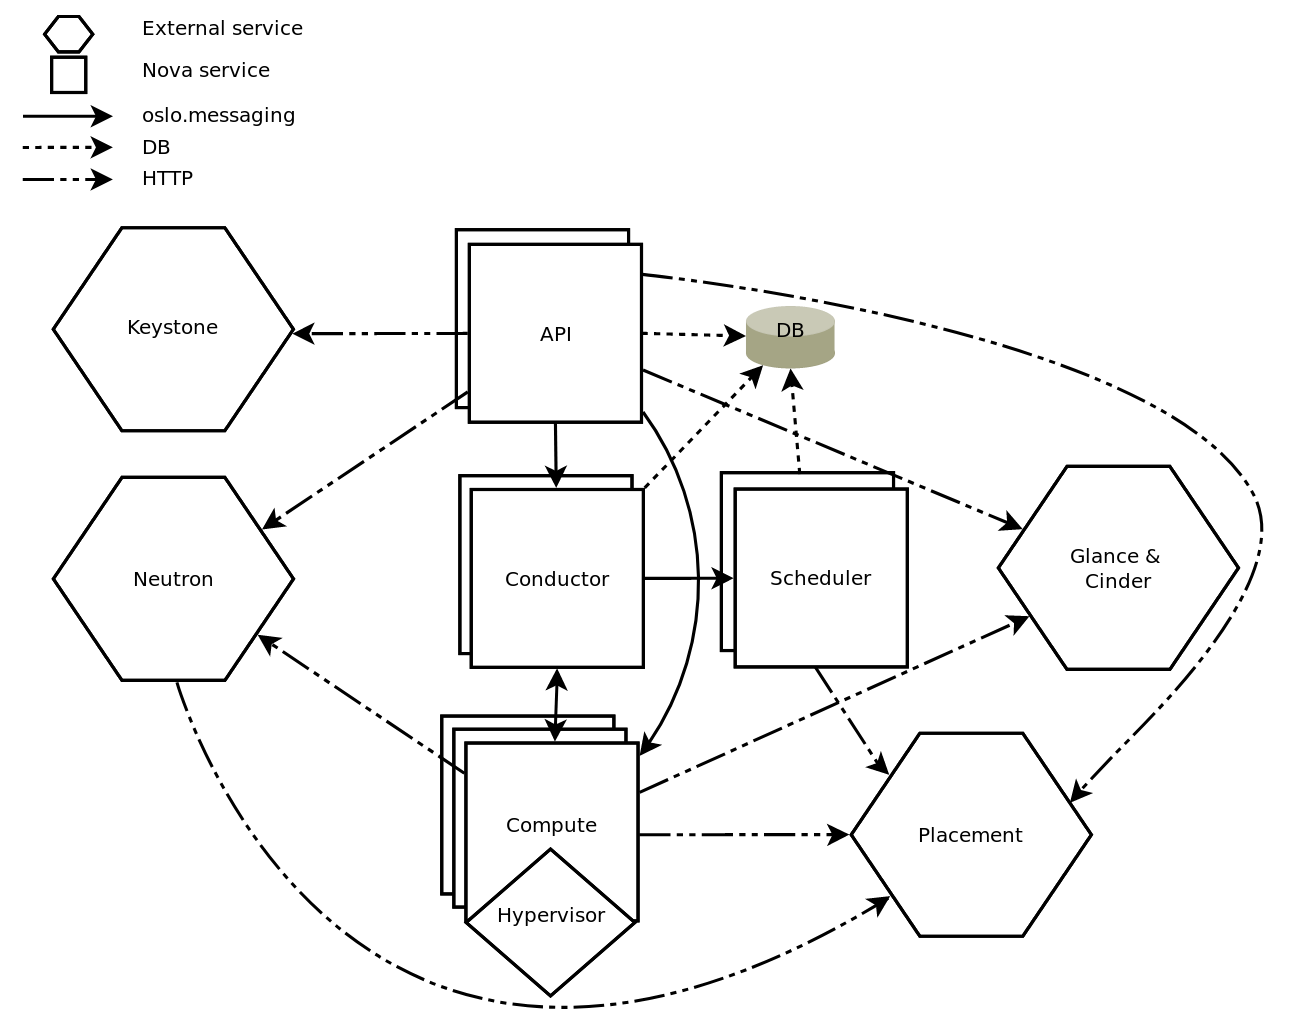 External service
Nova service
oslo.messaging
DB
HTTP
Keystone
API
DB
Neutron
Conductor
Scheduler
Glance &
Cinder
Compute
Placement
Hypervisor